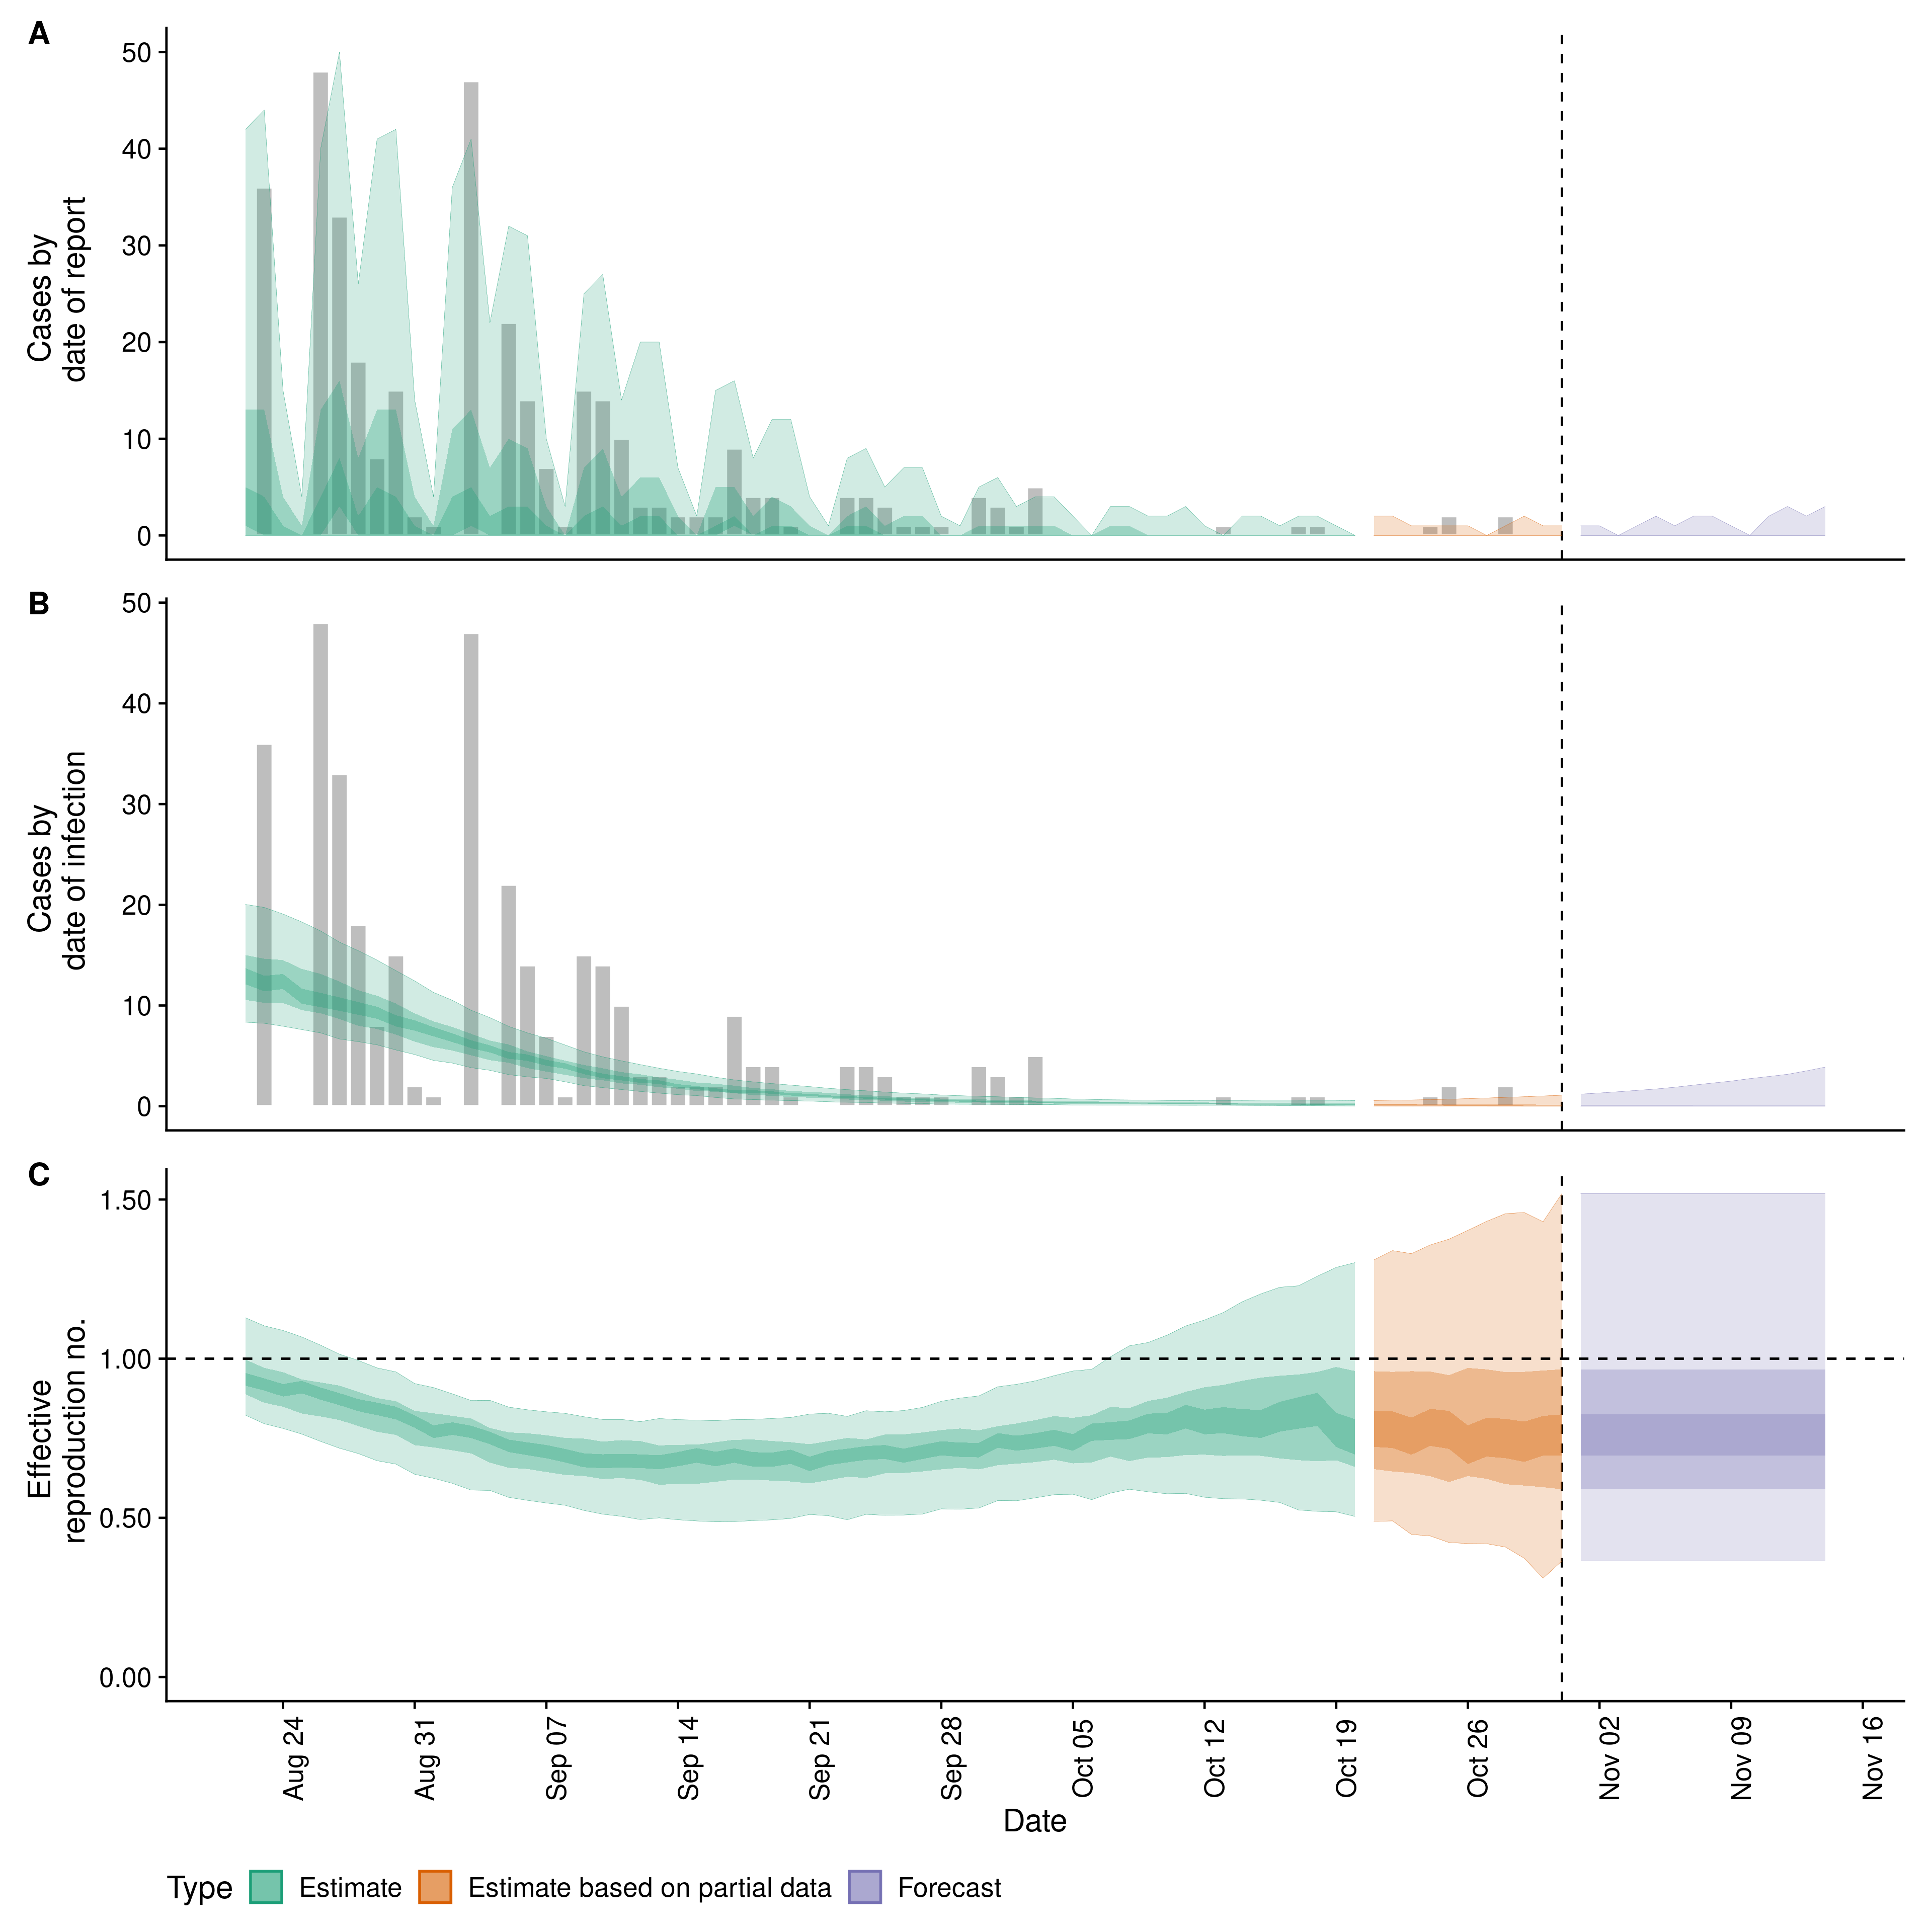 A
50
40
30
20
10
0
Cases by
date of report
B
50
40
30
20
10
0
Cases by
date of infection
C
1.50
1.00
0.50
0.00
Effective
reproduction no.
Aug 24
Aug 31
Sep 07
Sep 14
Sep 21
Sep 28
Oct 05
Oct 12
Oct 19
Oct 26
Nov 02
Nov 09
Nov 16
Date
Type Estimate Estimate based on partial data Forecast